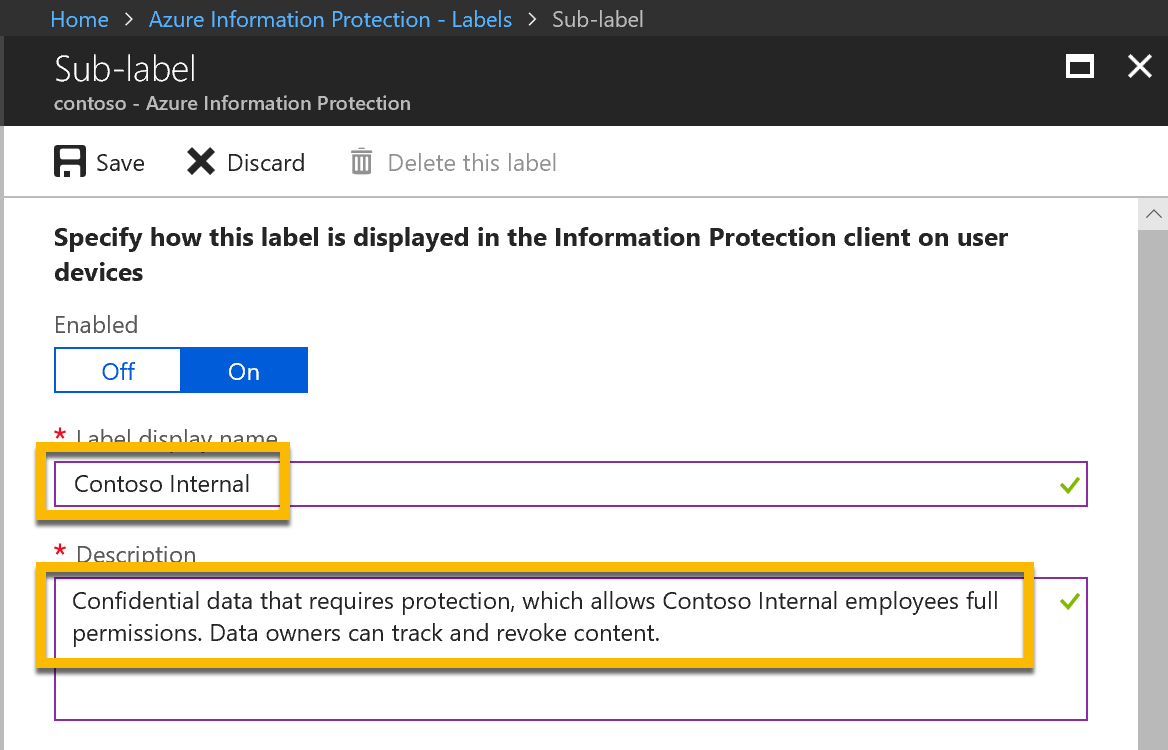 Home > Azure Information Protection - Labels > Sub-label
Sub-label
contoso - Azure Information Protection
Save Discard Delete this label
Specify how this label is displayed in the Information Protection client on user
devices
Enabled
Off On
* Label display name
Contoso Internal
* Description
Confidential data that requires protection, which allows Contoso Internal employees full
permissions. Data owners can track and revoke content.